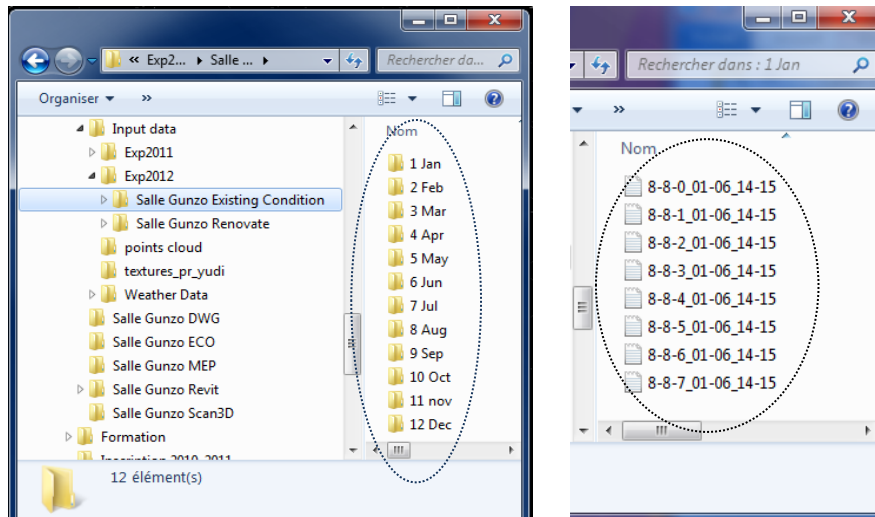 « Exp2... Salle ...
Rechercher da...
Organiser »
Input data
Exp2011
Exp2012
Salle Gunzo Existing Condition
Salle Gunzo Renovate
points cloud
textures_pr_yudi
Weather Data
Salle Gunzo DWG
Salle Gunzo ECO
Salle Gunzo MEP
Salle Gunzo Revit
Salle Gunzo Scan3D
Formation
Inscription 2010-2011
Nom
1 Jan
2 Feb
3 Mar
4 Apr
5 May
6 Jun
7 Jul
8 Aug
9 Sep
10 Oct
11 nov
12 Dec
12 élément(s)
Rechercher dans : 1 Jan
»
Nom
8-8-0_01-06_14-15
8-8-1_01-06_14-15
8-8-2_01-06_14-15
8-8-3_01-06_14-15
8-8-4_01-06_14-15
8-8-5_01-06_14-15
8-8-6_01-06_14-15
8-8-7_01-06_14-15